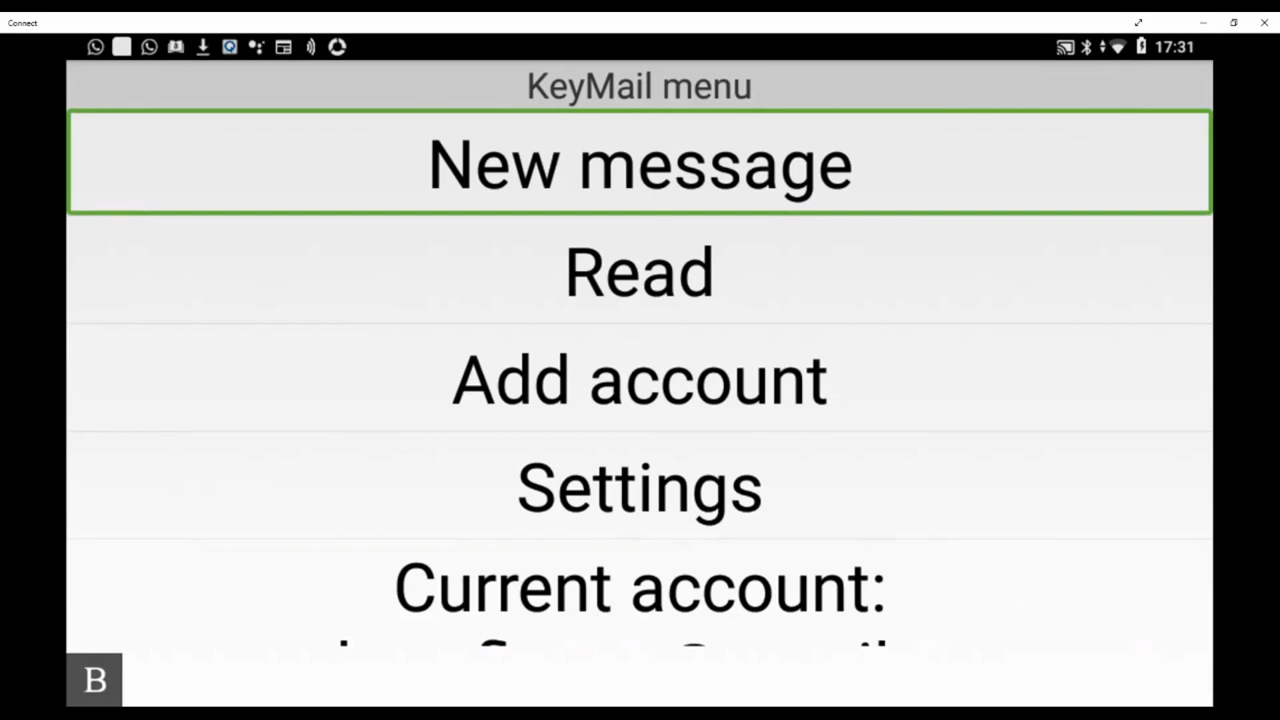 Connect
17:31
KeyMail menu
New message
Read
Add account
Settings
Current account:
B